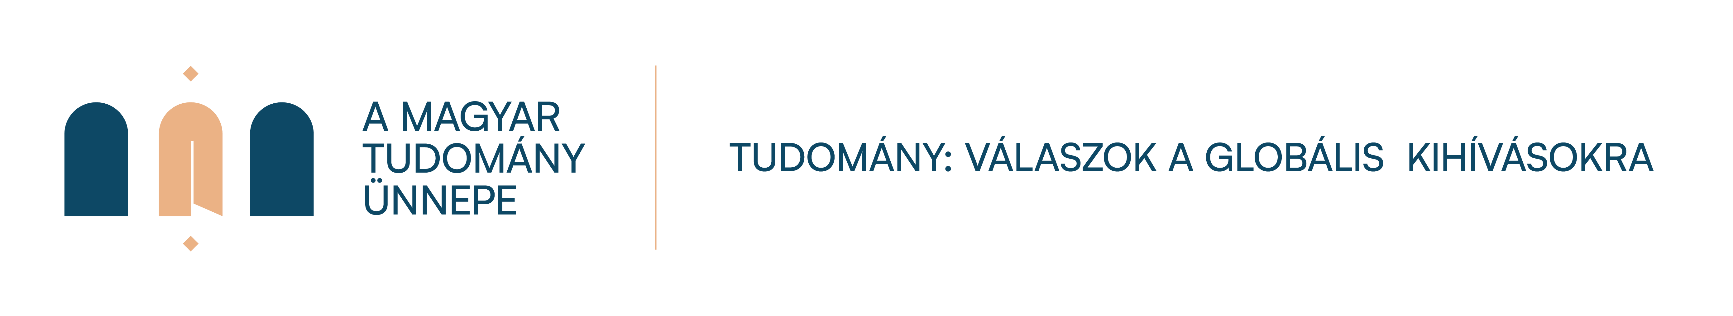 A MAGYAR
TUDOMÁNY
ÜNNEPE
TUDOMÁNY: VÁLASZOK A GLOBÁLIS  KIHÍVÁSOKRA